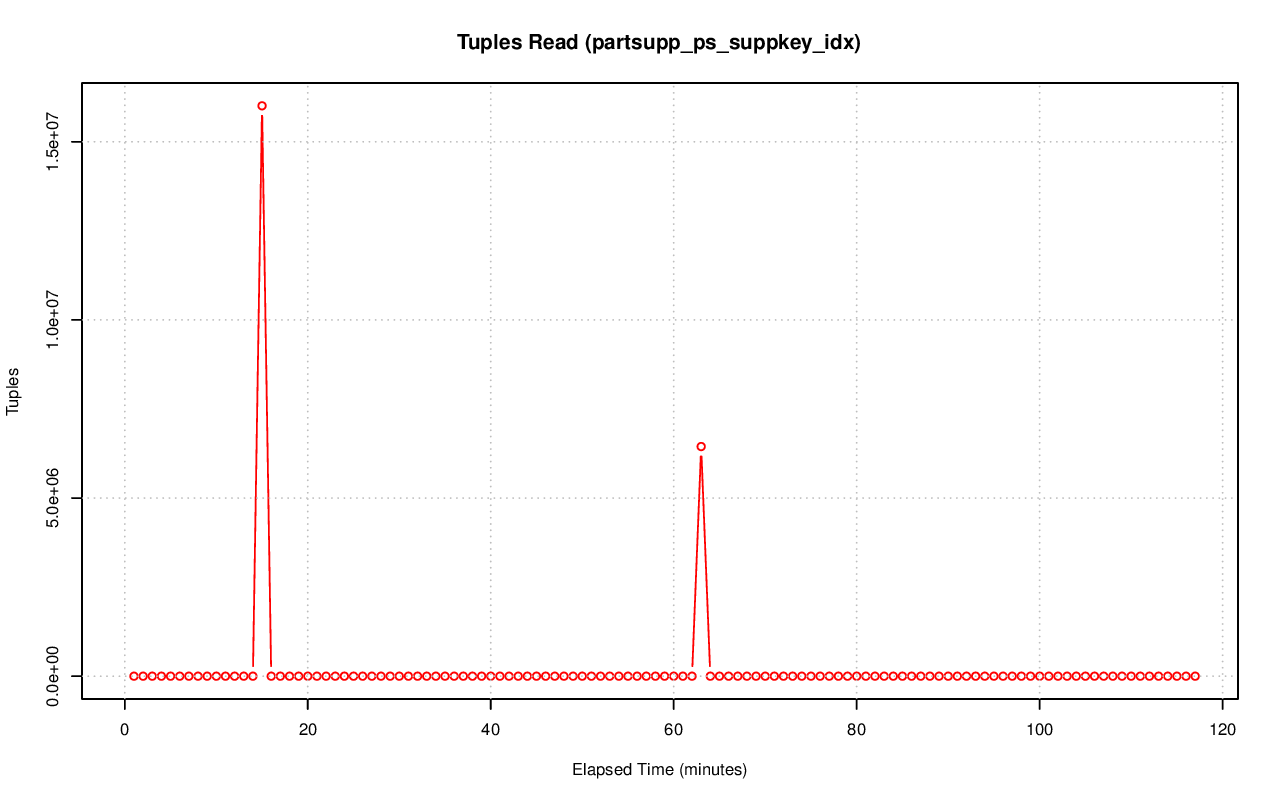 Tuples Read (partsupp_ps_suppkey_idx)
Tuples
1.5e+07
1.0e+07
5.0e+06
0.0e+00
0 20 40 60 80 100 120
Elapsed Time (minutes)